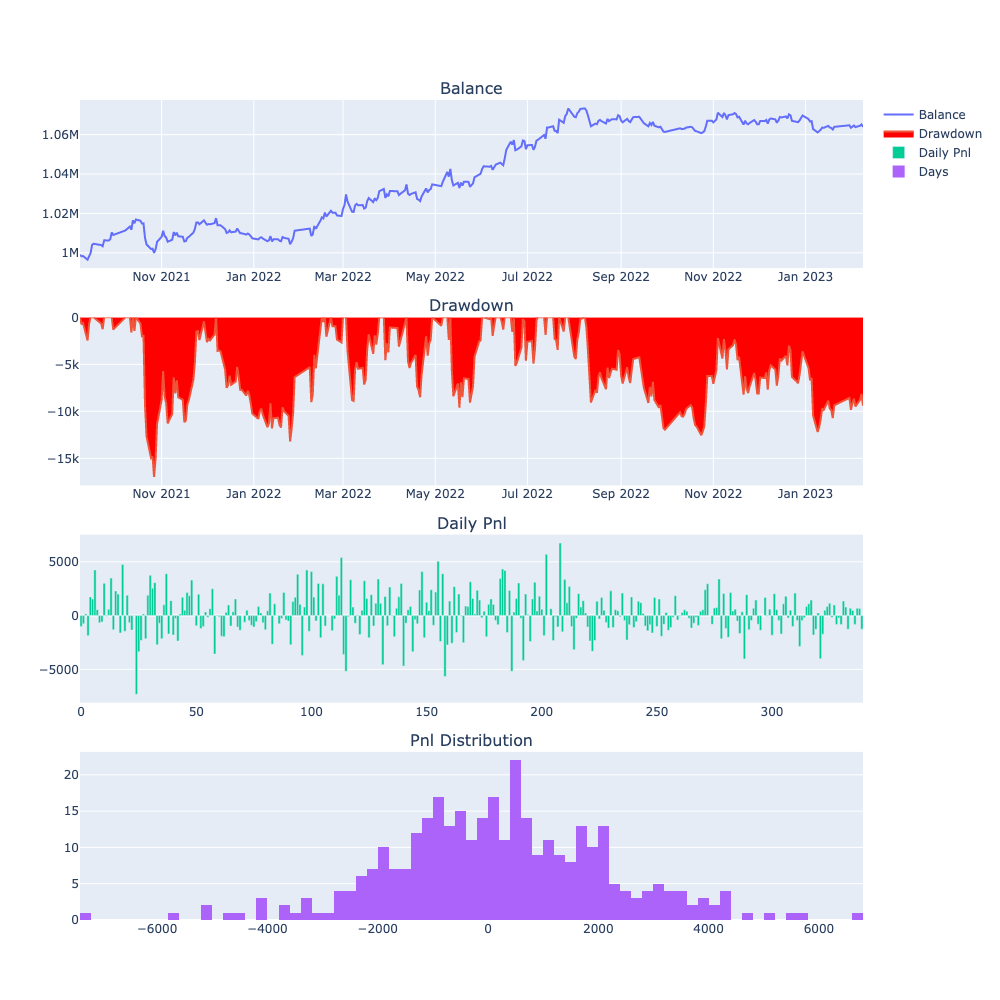 Balance
1.06M
1.04M
1.02M
1M
Nov 2021 Jan 2022 Mar 2022 May 2022 Jul 2022 Sep 2022 Nov 2022 Jan 2023
Balance
Drawdown
Daily Pnl
Days
Drawdown
0
−5k
−10k
−15k
Nov 2021 Jan 2022 Mar 2022 May 2022 Jul 2022 Sep 2022 Nov 2022 Jan 2023
Daily Pnl
5000
0
−5000
0 50 100 150 200 250 300
Pnl Distribution
20
15
10
5
0
−6000 −4000 −2000 0 2000 4000 6000